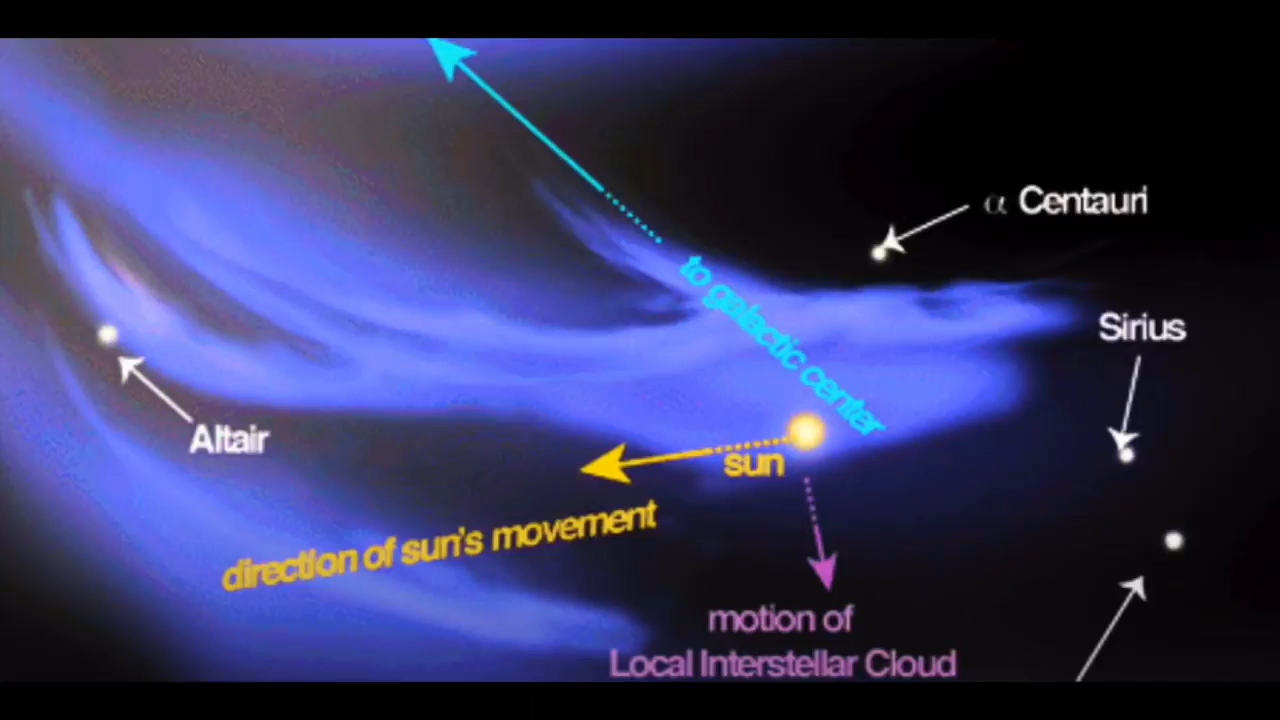 α Centauri
to galactic center
Sirius
Altair
sun
direction of sun's movement
motion of
Local Interstellar Cloud